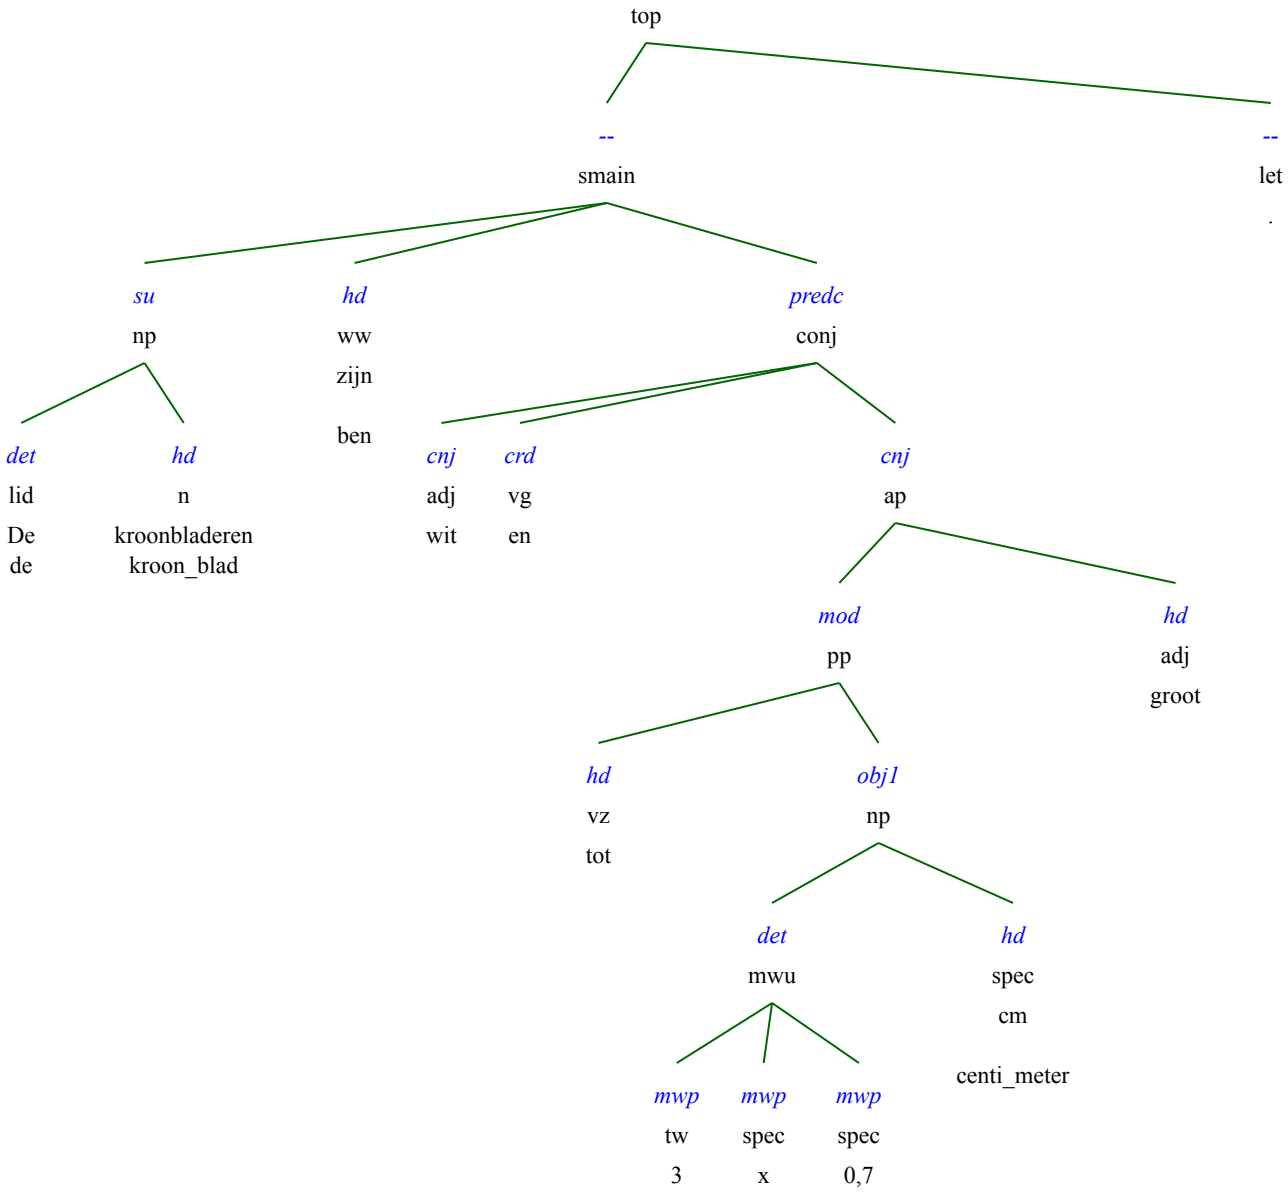 top
-- --
smain let
.
su hd predc
np ww conj
zijn
ben
det hd cnj crd cnj
lid n adj vg ap
De kroonbladeren wit en
de kroon_blad
mod hd
pp adj
groot
hd obj1
vz np
tot
det hd
mwu spec
cm
centi_meter
mwp mwp mwp
tw spec spec
3 x 0,7